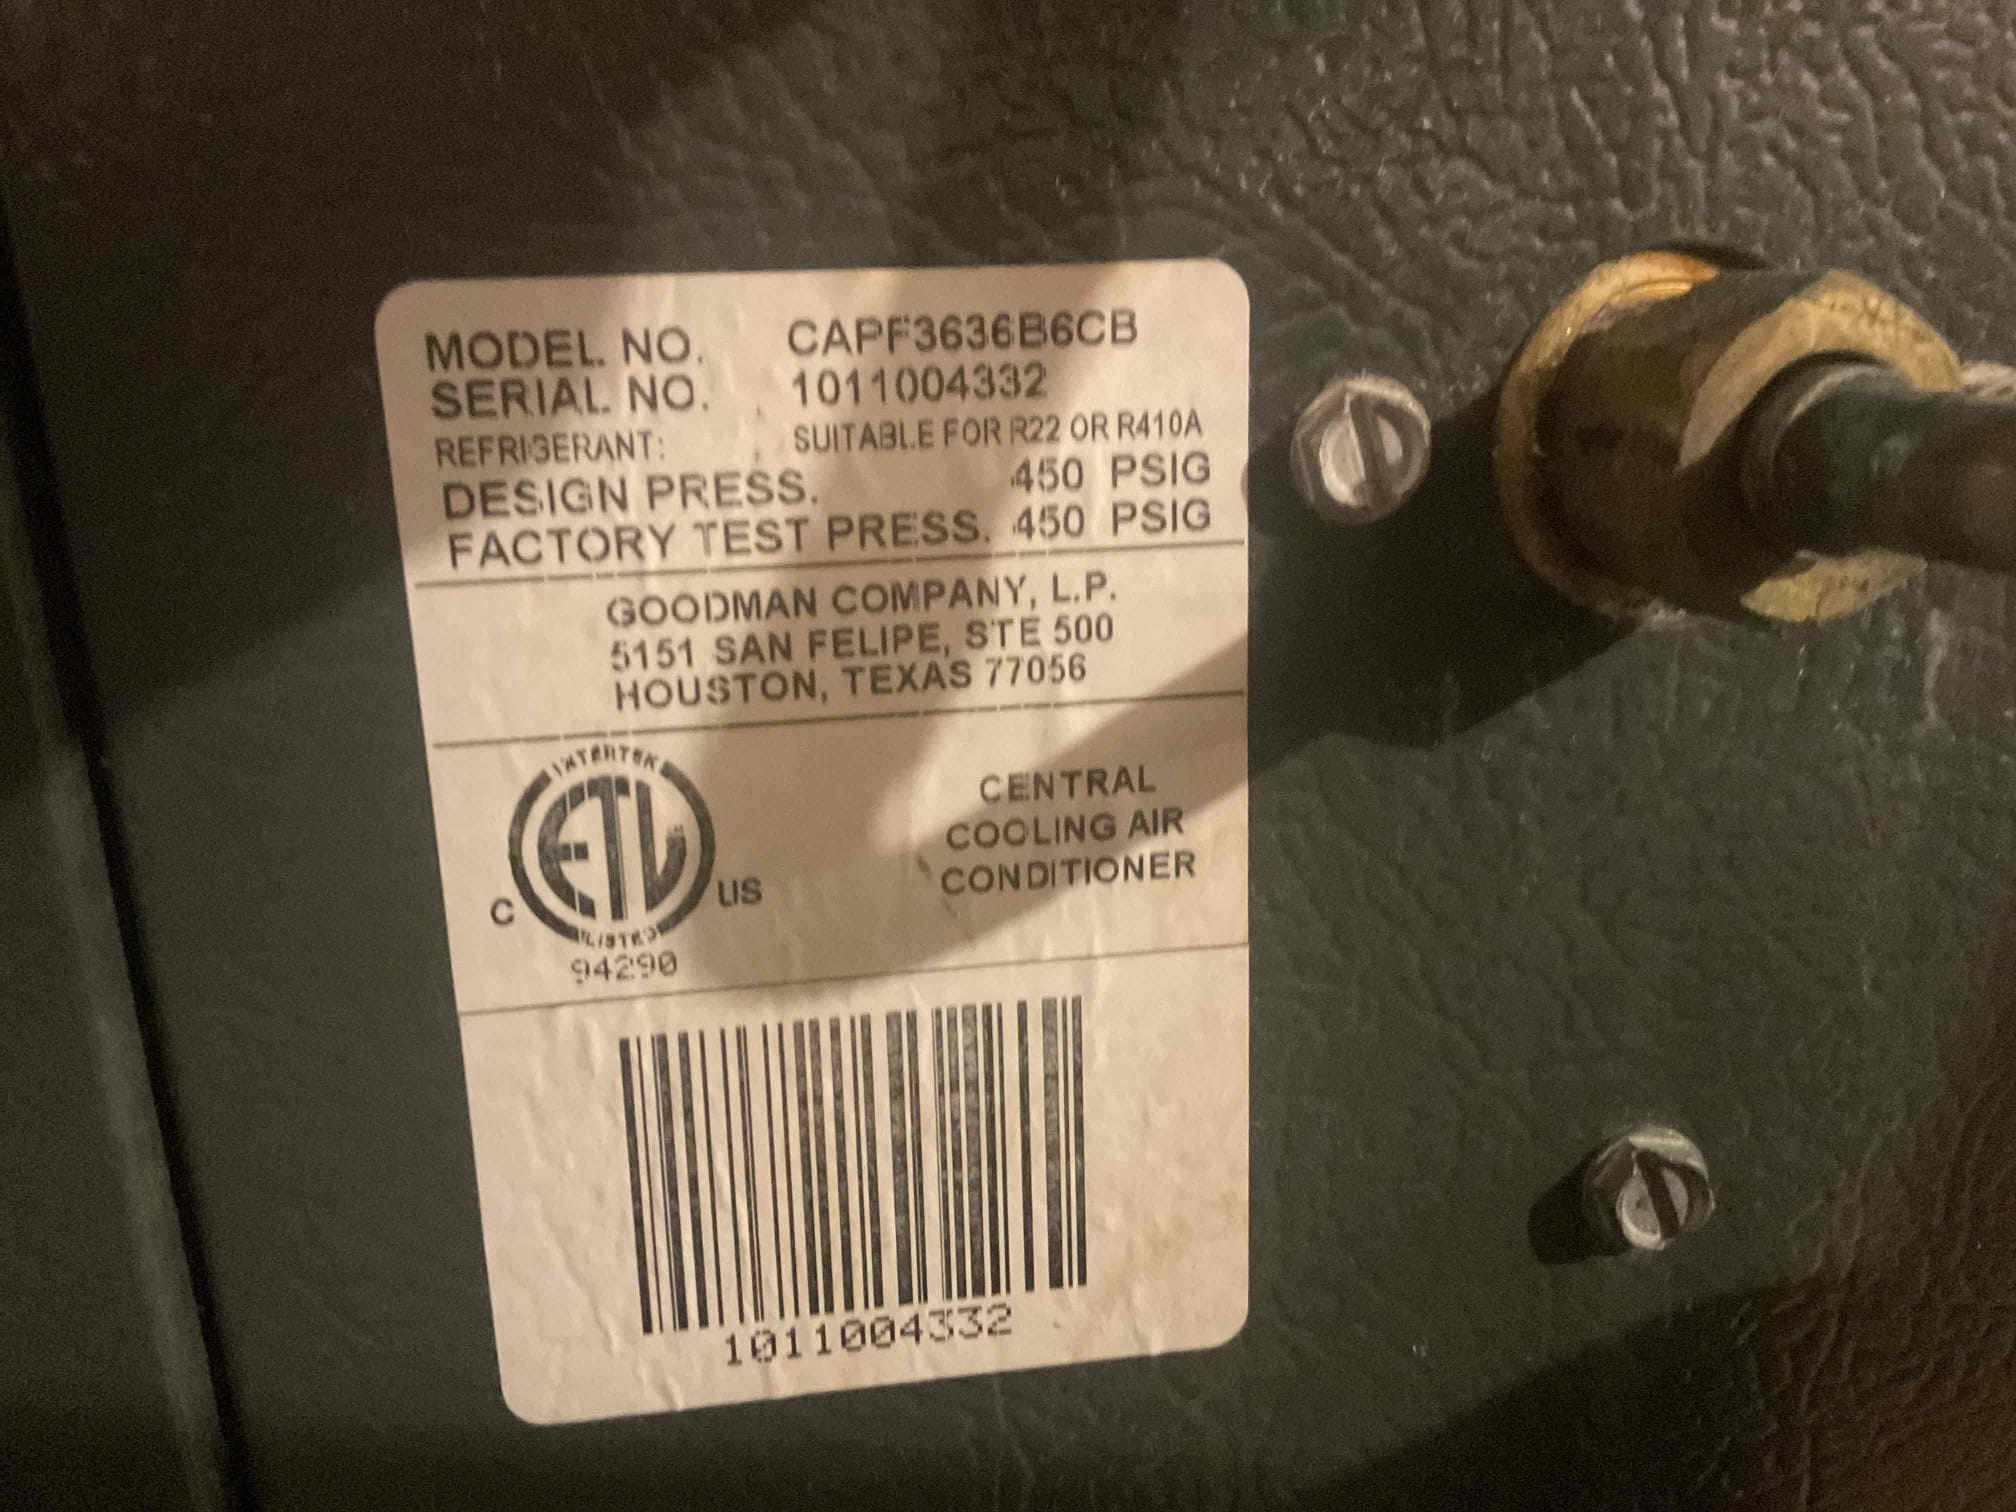 MODEL NO. CAPF3636B6CB
SERIAL NO. 1011004332
REFRIGERANT: SUITABLE FOR R22 OR R410A
DESIGN PRESS. 450 PSIG
FACTORY TEST PRESS. 450 PSIG
GOODMAN COMPANY, L.P.
5151 SAN FELIPE, STE 500
HOUSTON, TEXAS 77056
INTERTEK
ETL
C US
LISTED
94290
CENTRAL
COOLING AIR
CONDITIONER
1011004332